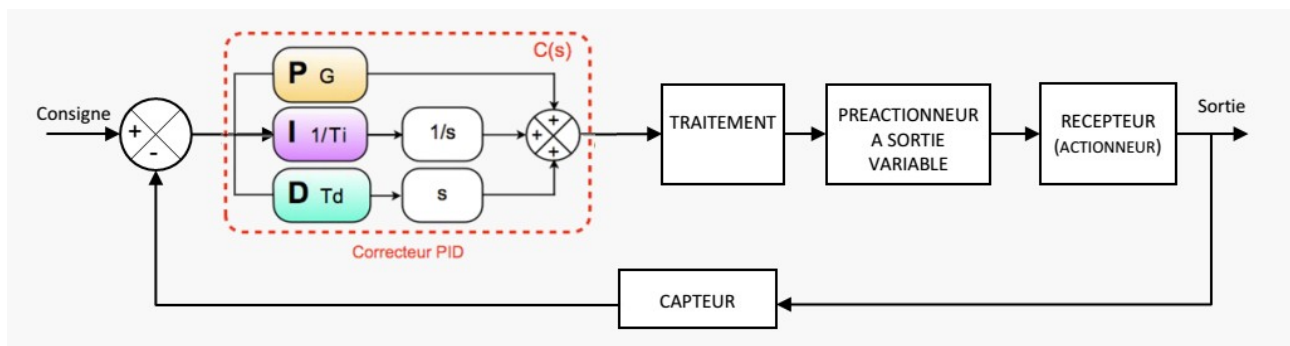 C(s)
Consigne
+
-
P G
I 1/Ti
1/s
D Td
s
+
+
+
Correcteur PID
TRAITEMENT
PREACTIONNEUR
A SORTIE
VARIABLE
RECEPTEUR
(ACTIONNEUR)
Sortie
CAPTEUR